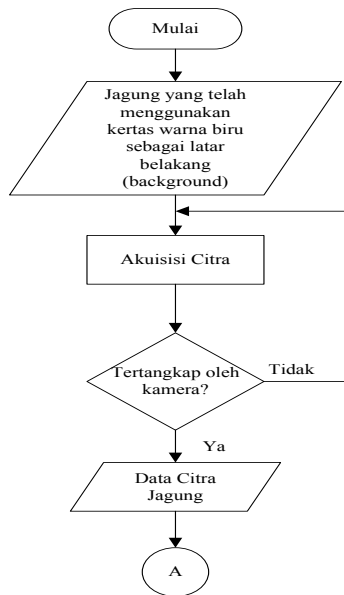 Mulai
Jagung yang telah
menggunakan
kertas warna biru
sebagai latar
belakang
(background)
Akuisisi Citra
Tertangkap oleh
kamera?
Tidak
Ya
Data Citra
Jagung
A